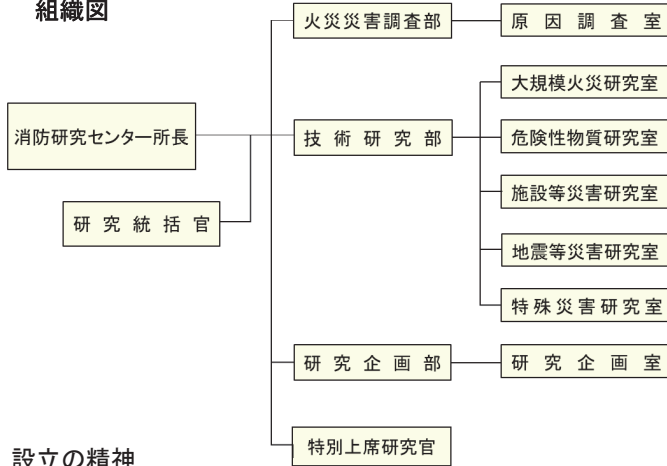 組織図
火災災害調査部
原因調査室
大規模火災研究室
消防研究センター所長
技術研究部
危険性物質研究室
施設等災害研究室
研究統括官
地震等災害研究室
特殊災害研究室
研究企画部
研究企画室
特別上席研究官
設立の精神